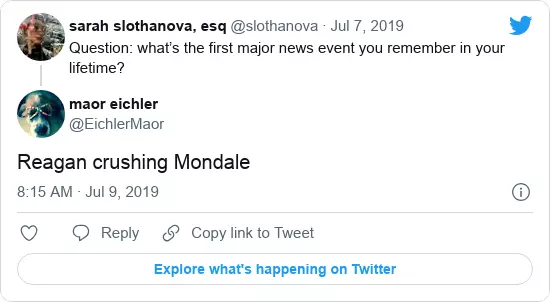 sarah slothanova, esq @slothanova · Jul 7, 2019
Question: what's the first major news event you remember in your
lifetime?
maor eichler
@EichlerMaor
Reagan crushing Mondale
8:15 AM · Jul 9, 2019
Reply
Copy link to Tweet
Explore what's happening on Twitter